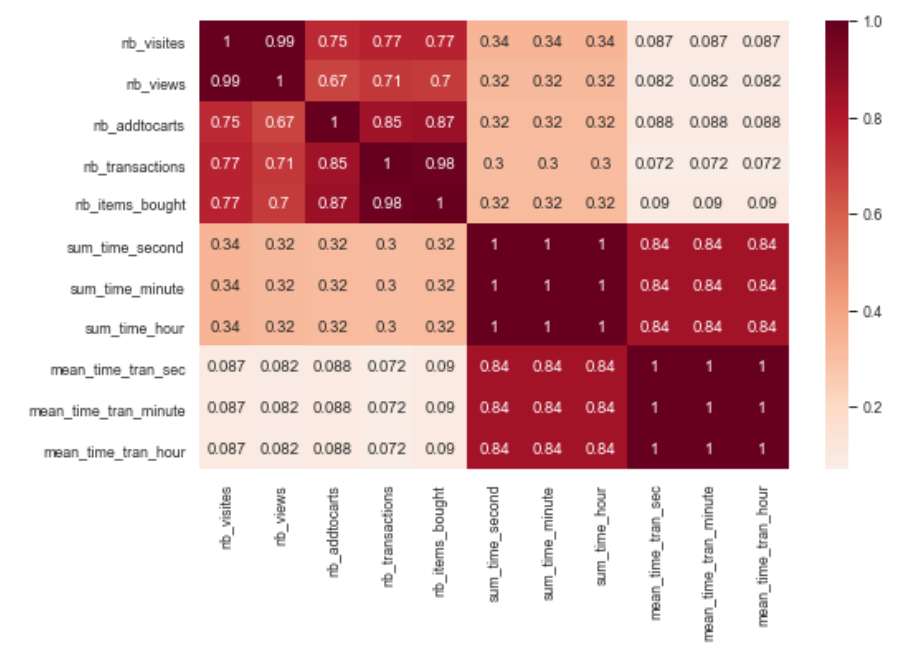 nb_visites 1 0.99 0.75 0.77 0.77 0.34 0.34 0.34 0.087 0.087 0.087
nb_views 0.99 1 0.67 0.71 0.7 0.32 0.32 0.32 0.082 0.082 0.082
nb_addtocarts 0.75 0.67 1 0.85 0.87 0.32 0.32 0.32 0.088 0.088 0.088
nb_transactions 0.77 0.71 0.85 1 0.98 0.3 0.3 0.3 0.072 0.072 0.072
nb_items_bought 0.77 0.7 0.87 0.98 1 0.32 0.32 0.32 0.09 0.09 0.09
sum_time_second 0.34 0.32 0.32 0.3 0.32 1 1 1 0.84 0.84 0.84
sum_time_minute 0.34 0.32 0.32 0.3 0.32 1 1 1 0.84 0.84 0.84
sum_time_hour 0.34 0.32 0.32 0.3 0.32 1 1 1 0.84 0.84 0.84
mean_time_tran_sec 0.087 0.082 0.088 0.072 0.09 0.84 0.84 0.84 1 1 1
mean_time_tran_minute 0.087 0.082 0.088 0.072 0.09 0.84 0.84 0.84 1 1 1
mean_time_tran_hour 0.087 0.082 0.088 0.072 0.09 0.84 0.84 0.84 1 1 1
nb_visites
nb_views
nb_addtocarts
nb_transactions
nb_items_bought
sum_time_second
sum_time_minute
sum_time_hour
mean_time_tran_sec
mean_time_tran_minute
mean_time_tran_hour
1.0
0.8
0.6
0.4
0.2